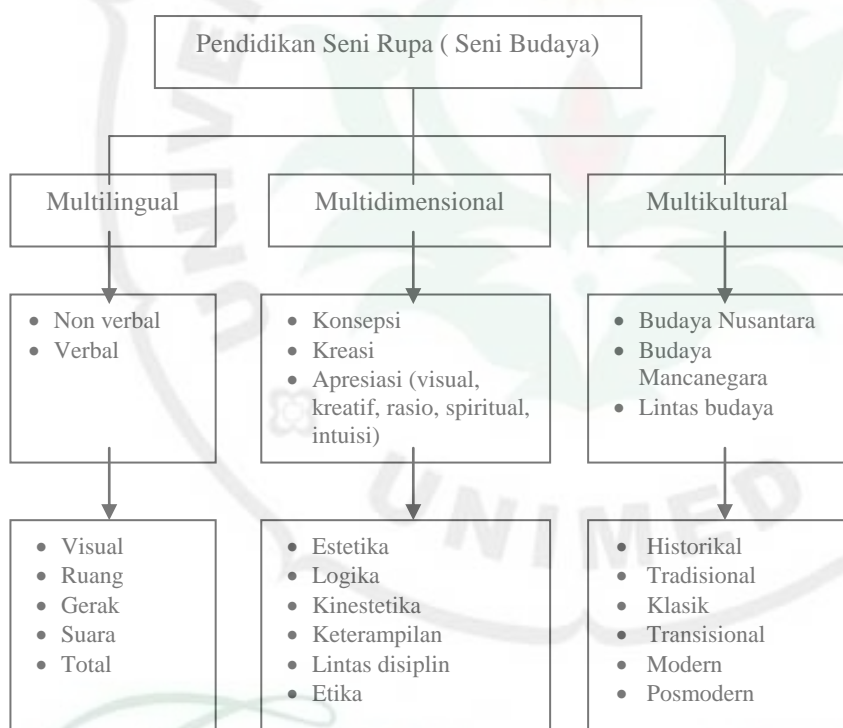 Pendidikan Seni Rupa ( Seni Budaya)
Multilingual
Multidimensional
Multikultural
• Non verbal
• Verbal
• Konsepsi
• Kreasi
• Apresiasi (visual,
kreatif, rasio, spiritual,
intuisi)
• Budaya Nusantara
• Budaya
Mancanegara
• Lintas budaya
• Visual
• Ruang
• Gerak
• Suara
• Total
• Estetika
• Logika
• Kinestetika
• Keterampilan
• Lintas disiplin
• Etika
• Historikal
• Tradisional
• Klasik
• Transisional
• Modern
• Posmodern
UNIMED